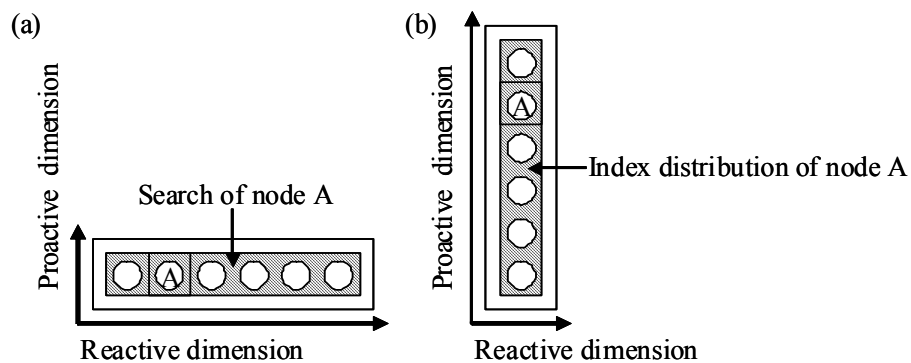 (a)
Proactive dimension
Search of node A
A
Reactive dimension
(b)
Proactive dimension
A
Index distribution of node A
Reactive dimension